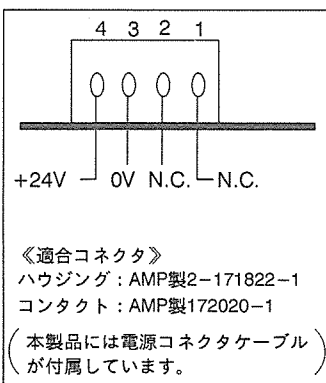 4 3 2 1
+24V 0V N.C. N.C.
《適合コネクタ》
ハウジング：AMP製2-171822-1
コンタクト：AMP製172020-1
(本製品には電源コネクタケーブル
が付属しています。)